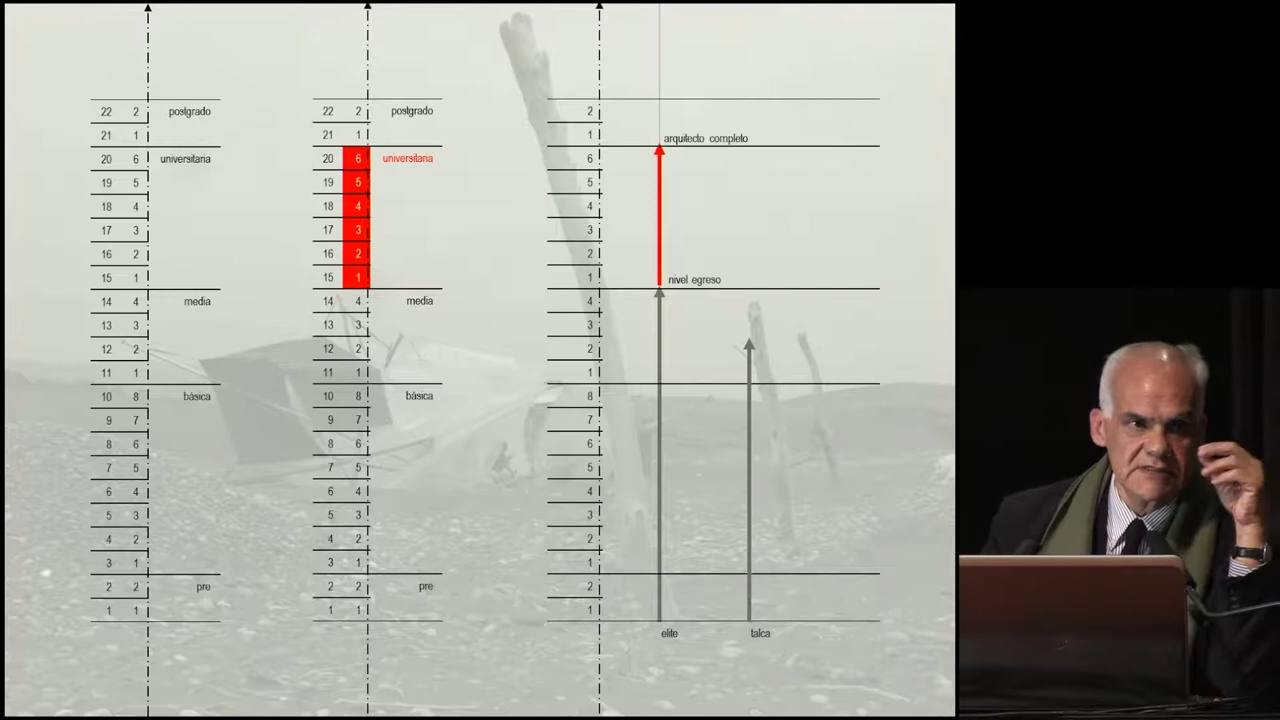 22 2 postgrado 22 2 postgrado 2
21 1 21 1 1 arquitecto completo
20 6 universitaria 20 6 universitaria 6
19 5 19 5 5
18 4 18 4 4
17 3 17 3 3
16 2 16 2 2
15 1 15 1 1 nivel egreso
14 4 media 14 4 media 4
13 3 13 3 3
12 2 12 2 2
11 1 11 1 1
10 8 básica 10 8 básica 8
9 7 9 7 7
8 6 8 6 6
7 5 7 5 5
6 4 6 4 4
5 3 5 3 3
4 2 4 2 2
3 1 3 1 1
2 2 pre 2 2 pre 2
1 1 1 1 1
elite talca